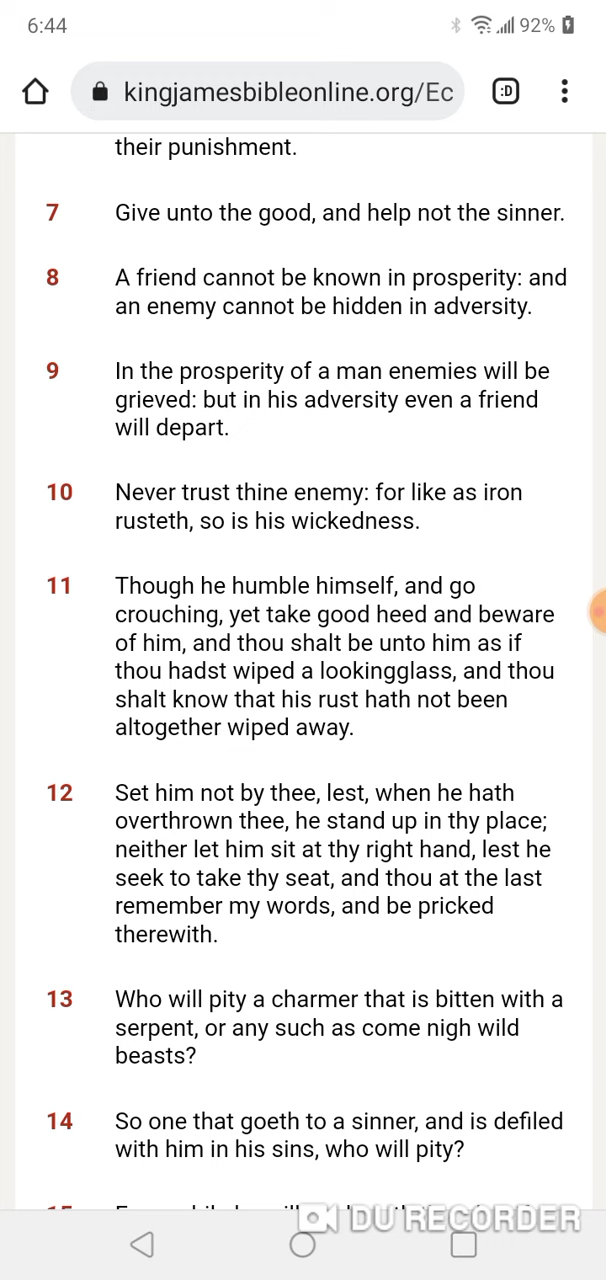 6:44
92%
kingjamesbibleonline.org/Ec
:D
their punishment.
7 Give unto the good, and help not the sinner.
8 A friend cannot be known in prosperity: and
an enemy cannot be hidden in adversity.
9 In the prosperity of a man enemies will be
grieved: but in his adversity even a friend
will depart.
10 Never trust thine enemy: for like as iron
rusteth, so is his wickedness.
11 Though he humble himself, and go
crouching, yet take good heed and beware
of him, and thou shalt be unto him as if
thou hadst wiped a lookingglass, and thou
shalt know that his rust hath not been
altogether wiped away.
12 Set him not by thee, lest, when he hath
overthrown thee, he stand up in thy place;
neither let him sit at thy right hand, lest he
seek to take thy seat, and thou at the last
remember my words, and be pricked
therewith.
13 Who will pity a charmer that is bitten with a
serpent, or any such as come nigh wild
beasts?
14 So one that goeth to a sinner, and is defiled
with him in his sins, who will pity?
DU RECORDER